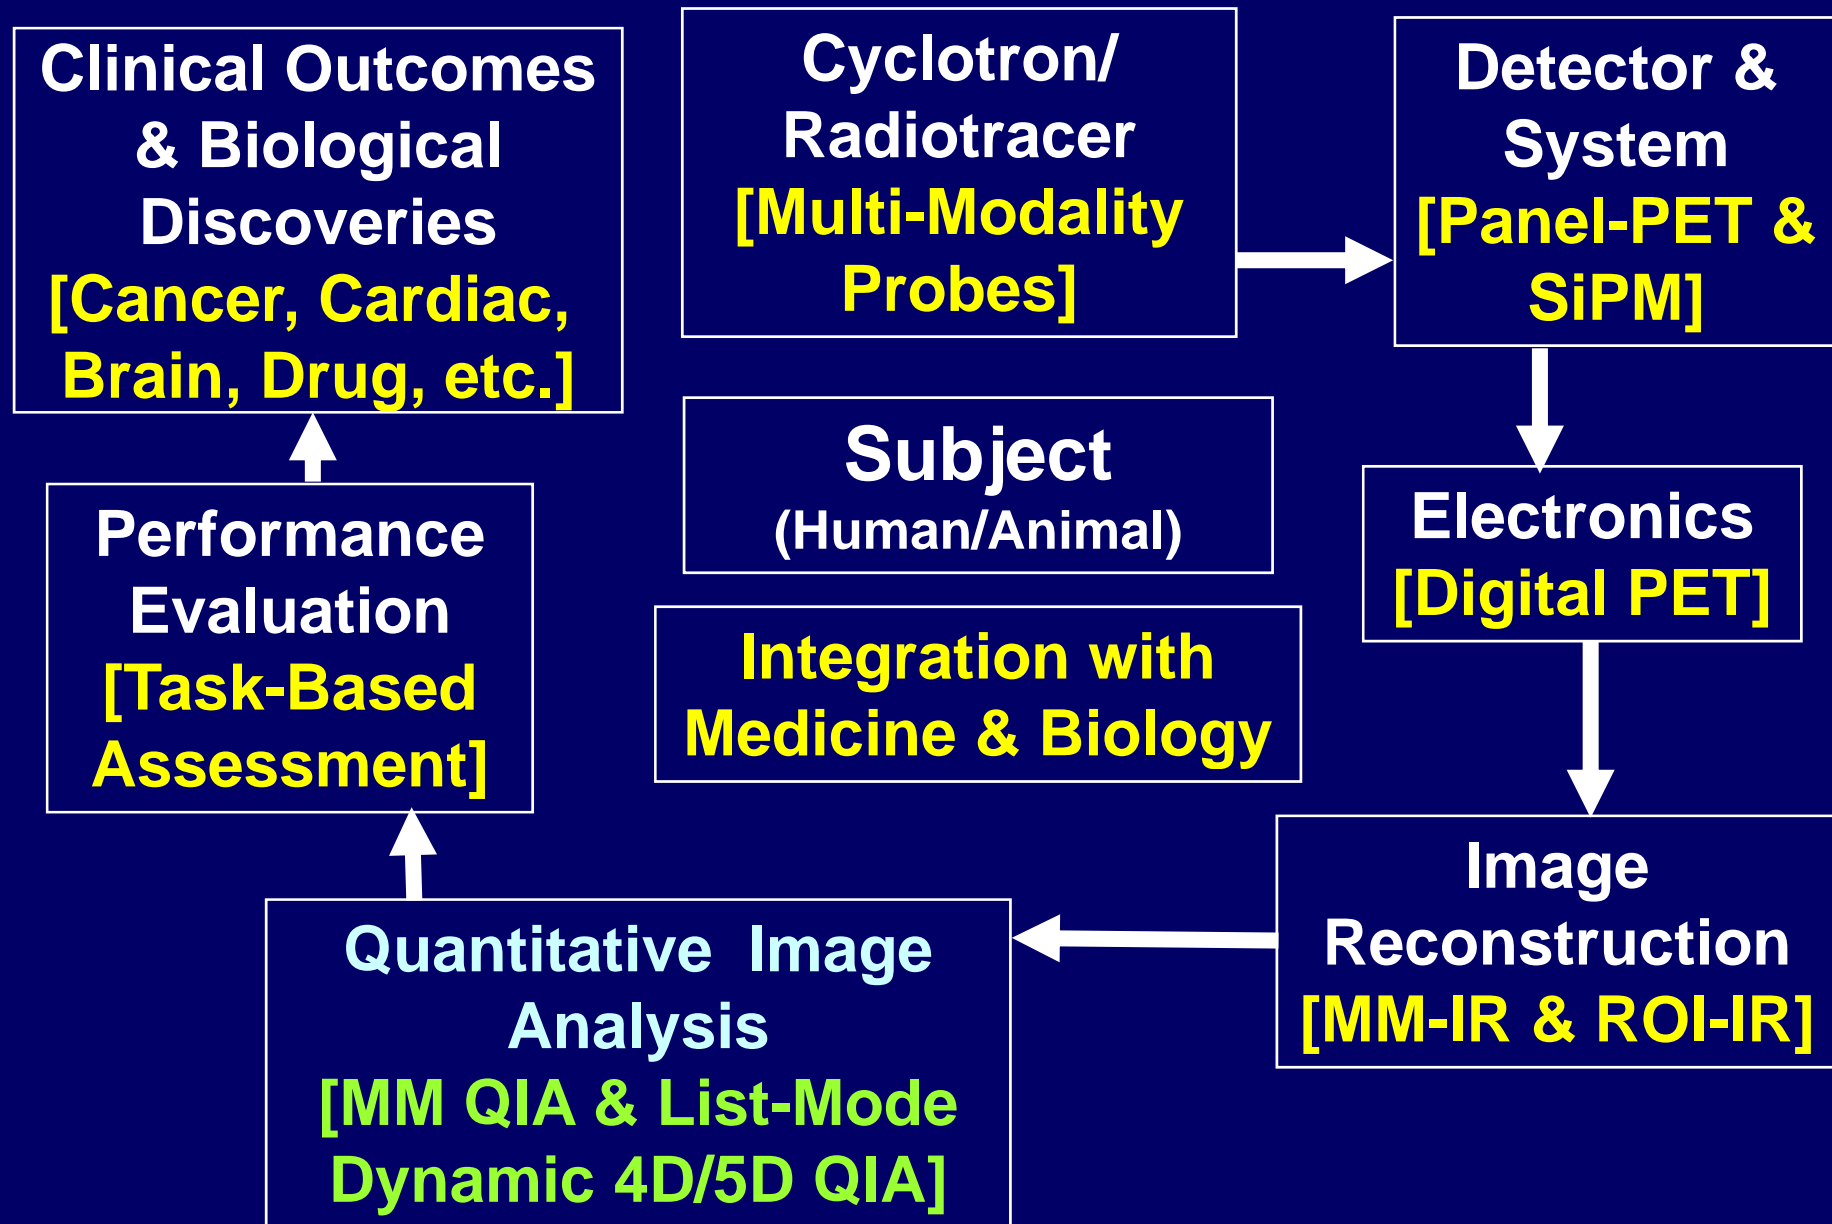 Clinical Outcomes
& Biological
Discoveries
[Cancer, Cardiac,
Brain, Drug, etc.]
Cyclotron/
Radiotracer
[Multi-Modality
Probes]
Detector &
System
[Panel-PET &
SiPM]
Subject
(Human/Animal)
Performance
Evaluation
[Task-Based
Assessment]
Integration with
Medicine & Biology
Electronics
[Digital PET]
Quantitative Image
Analysis
[MM QIA & List-Mode
Dynamic 4D/5D QIA]
Image
Reconstruction
[MM-IR & ROI-IR]